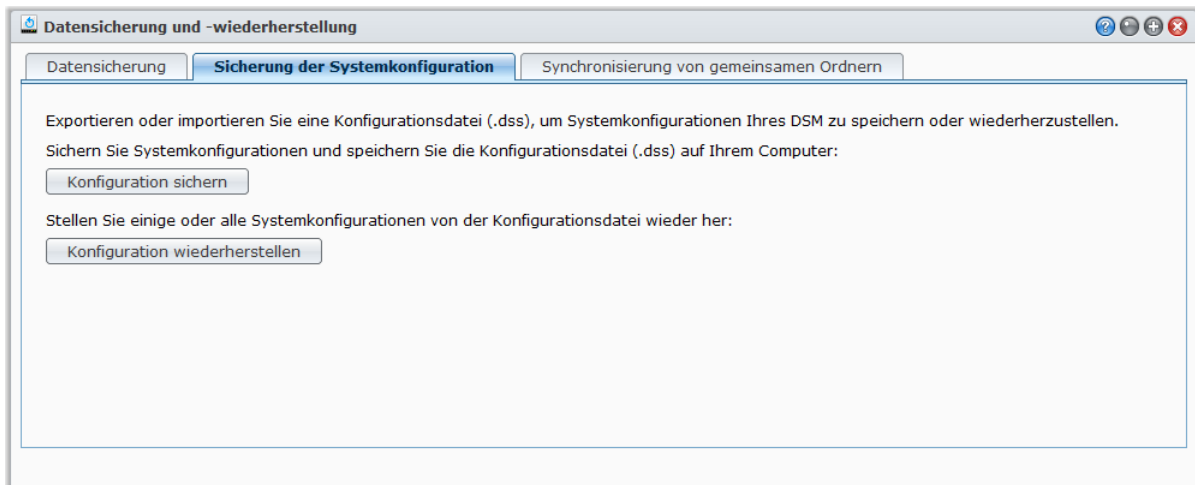 Datensicherung und -wiederherstellung
Datensicherung
Sicherung der Systemkonfiguration
Synchronisierung von gemeinsamen Ordnern
Exportieren oder importieren Sie eine Konfigurationsdatei (.dss), um Systemkonfigurationen Ihres DSM zu speichern oder wiederherzustellen.
Sichern Sie Systemkonfigurationen und speichern Sie die Konfigurationsdatei (.dss) auf Ihrem Computer:
Konfiguration sichern
Stellen Sie einige oder alle Systemkonfigurationen von der Konfigurationsdatei wieder her:
Konfiguration wiederherstellen